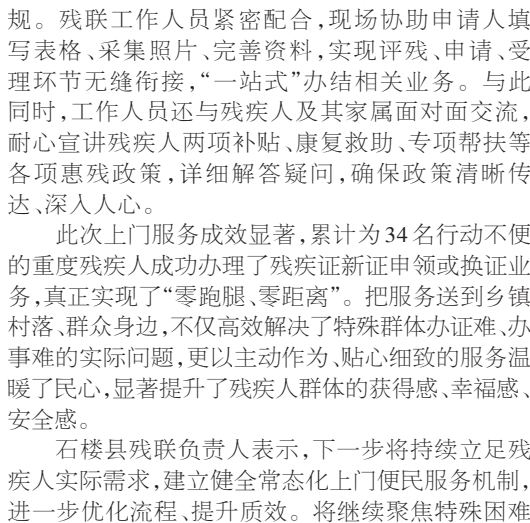 规。残联工作人员紧密配合，现场协助申请人填
写表格、采集照片、完善资料，实现评残、申请、受
理环节无缝衔接，“一站式”办结相关业务。与此
同时，工作人员还与残疾人及其家属面对面交流，
耐心宣讲残疾人两项补贴、康复救助、专项帮扶等
各项惠残政策，详细解答疑问，确保政策清晰传
达、深入人心。
此次上门服务成效显著，累计为34名行动不便
的重度残疾人成功办理了残疾证新证申领或换证业
务，真正实现了“零跑腿、零距离”。把服务送到乡镇
村落、群众身边，不仅高效解决了特殊群体办证难、办
事难的实际问题，更以主动作为、贴心细致的服务温
暖了民心，显著提升了残疾人群体的获得感、幸福感、
安全感。
石楼县残联负责人表示，下一步将持续立足残
疾人实际需求，建立健全常态化上门便民服务机制，
进一步优化流程、提升质效。将继续聚焦特殊困难